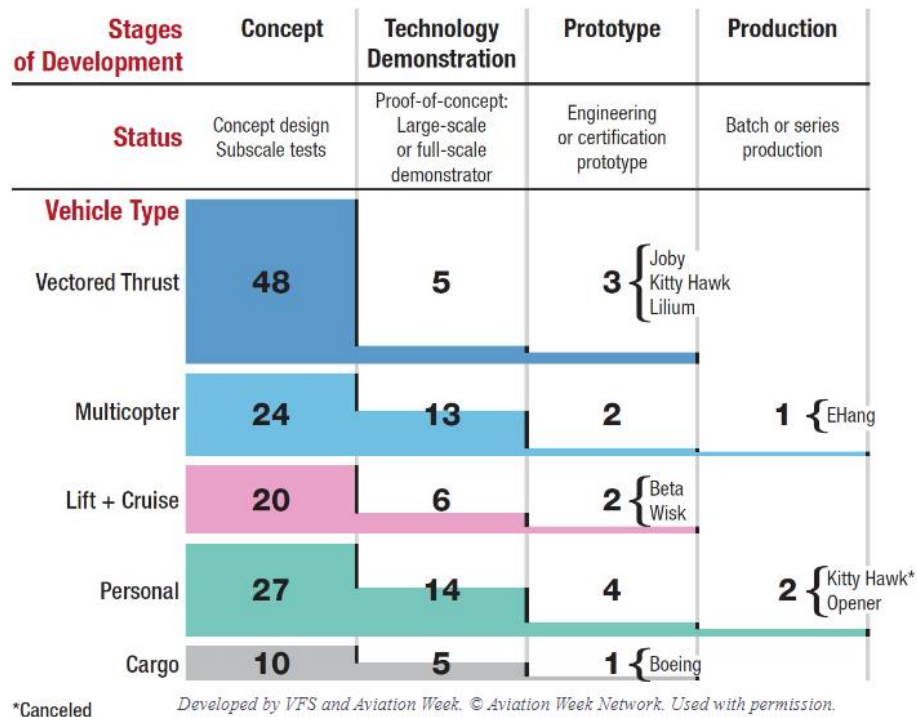 Stages
of Development
Concept
Technology
Demonstration
Prototype
Production
Status
Concept design
Subscale tests
Proof-of-concept:
Large-scale
or full-scale
demonstrator
Engineering
or certification
prototype
Batch or series
production
Vehicle Type
Vectored Thrust
48
5
3
Joby
Kitty Hawk
Lilium
Multicopter
24
13
2
1
EHang
Lift + Cruise
20
6
2
Beta
Wisk
Personal
27
14
4
2
Kitty Hawk*
Opener
Cargo
10
5
1
Boeing
*Canceled
Developed by VFS and Aviation Week. © Aviation Week Network. Used with permission.